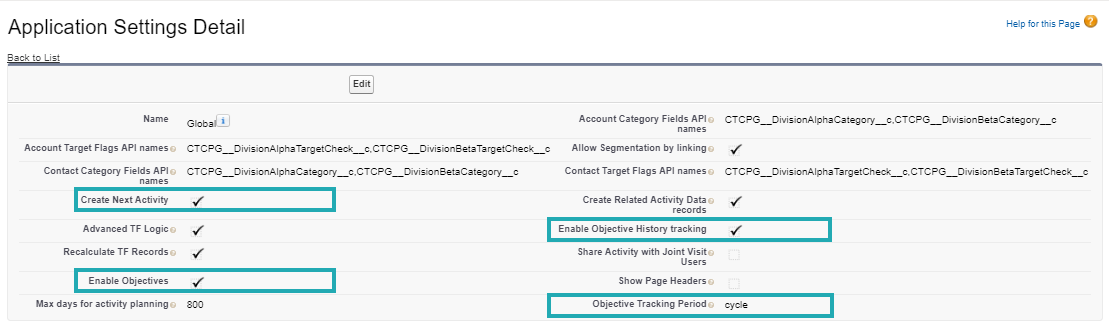 Application Settings Detail
Help for this Page ?
Back to List
Edit
Name Global i
Account Category Fields API names CTCPG__DivisionAlphaCategory__c,CTCPG__DivisionBetaCategory__c
Account Target Flags API names CTCPG__DivisionAlphaTargetCheck__c,CTCPG__DivisionBetaTargetCheck__c
Allow Segmentation by linking ✓
Contact Category Fields API names CTCPG__DivisionAlphaCategory__c,CTCPG__DivisionBetaCategory__c
Contact Target Flags API names CTCPG__DivisionAlphaTargetCheck__c,CTCPG__DivisionBetaTargetCheck__c
Create Next Activity ✓
Create Related Activity Data records ✓
Advanced TF Logic ✓
Enable Objective History tracking ✓
Recalculate TF Records ✓
Share Activity with Joint Visit Users
Enable Objectives ✓
Show Page Headers
Max days for activity planning 800
Objective Tracking Period cycle